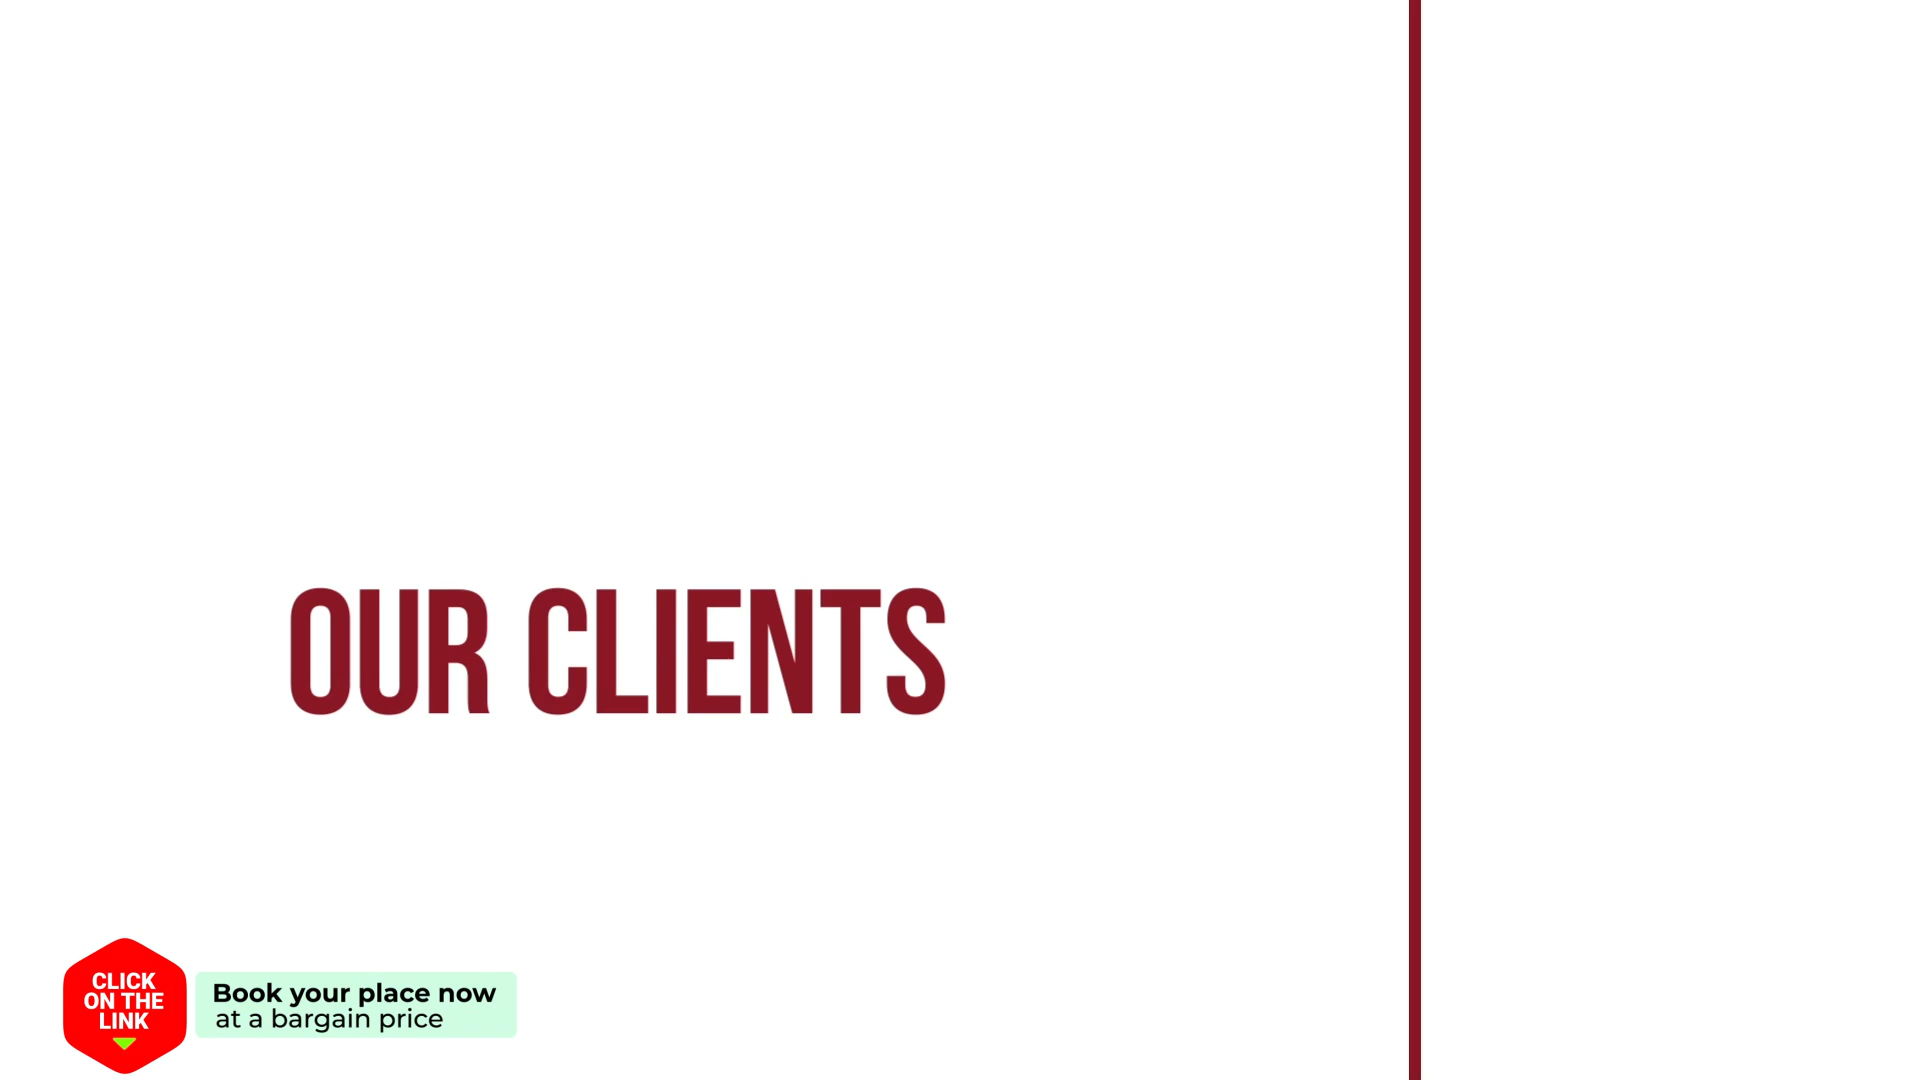 OUR CLIENTS
CLICK
ON THE
LINK
Book your place now
at a bargain price